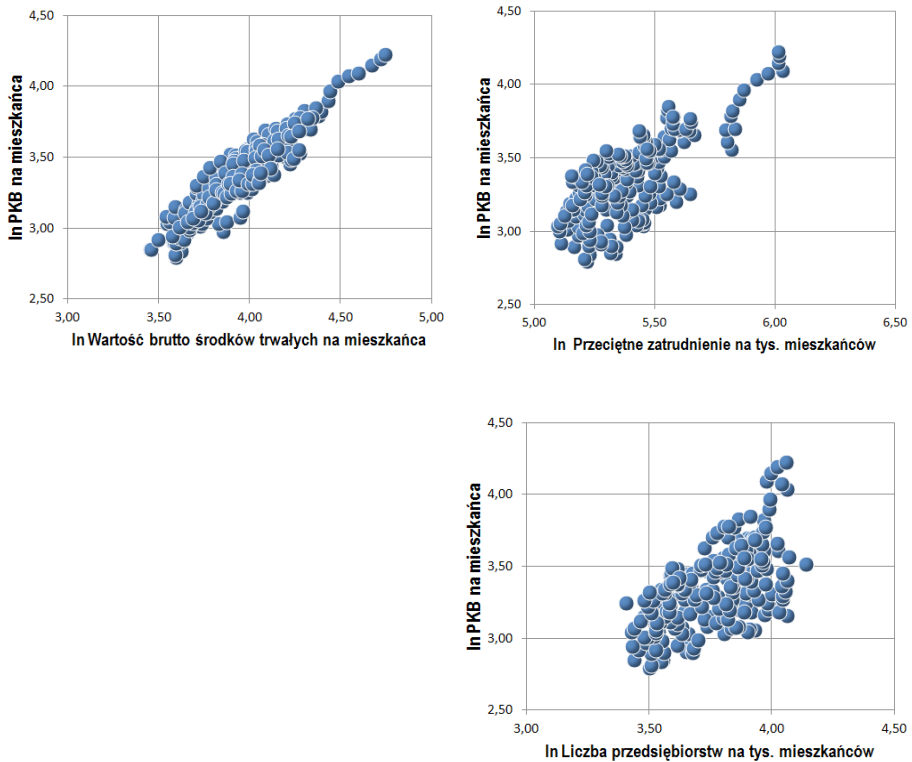 4,50
4,00
3,50
3,00
2,50
3,00 3,50 4,00 4,50 5,00
ln PKB na mieszkańca
ln Wartość brutto środków trwałych na mieszkańca
4,50
4,00
3,50
3,00
2,50
5,00 5,50 6,00 6,50
ln PKB na mieszkańca
ln Przeciętne zatrudnienie na tys. mieszkańców
4,50
4,00
3,50
3,00
2,50
3,00 3,50 4,00 4,50
ln PKB na mieszkańca
ln Liczba przedsiębiorstw na tys. mieszkańców